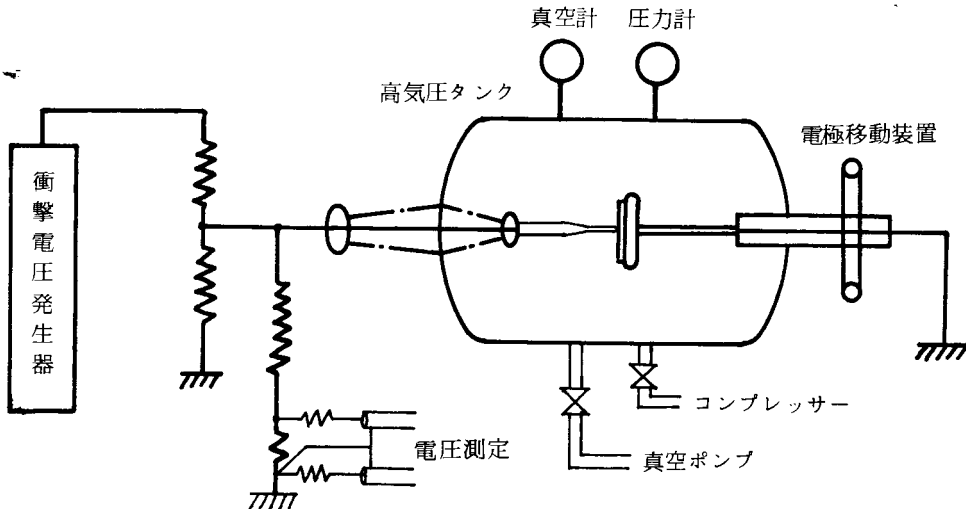 真空計
圧力計
高気圧タンク
電極移動装置
衝撃電圧発生器
コンプレッサー
電圧測定
真空ポンプ